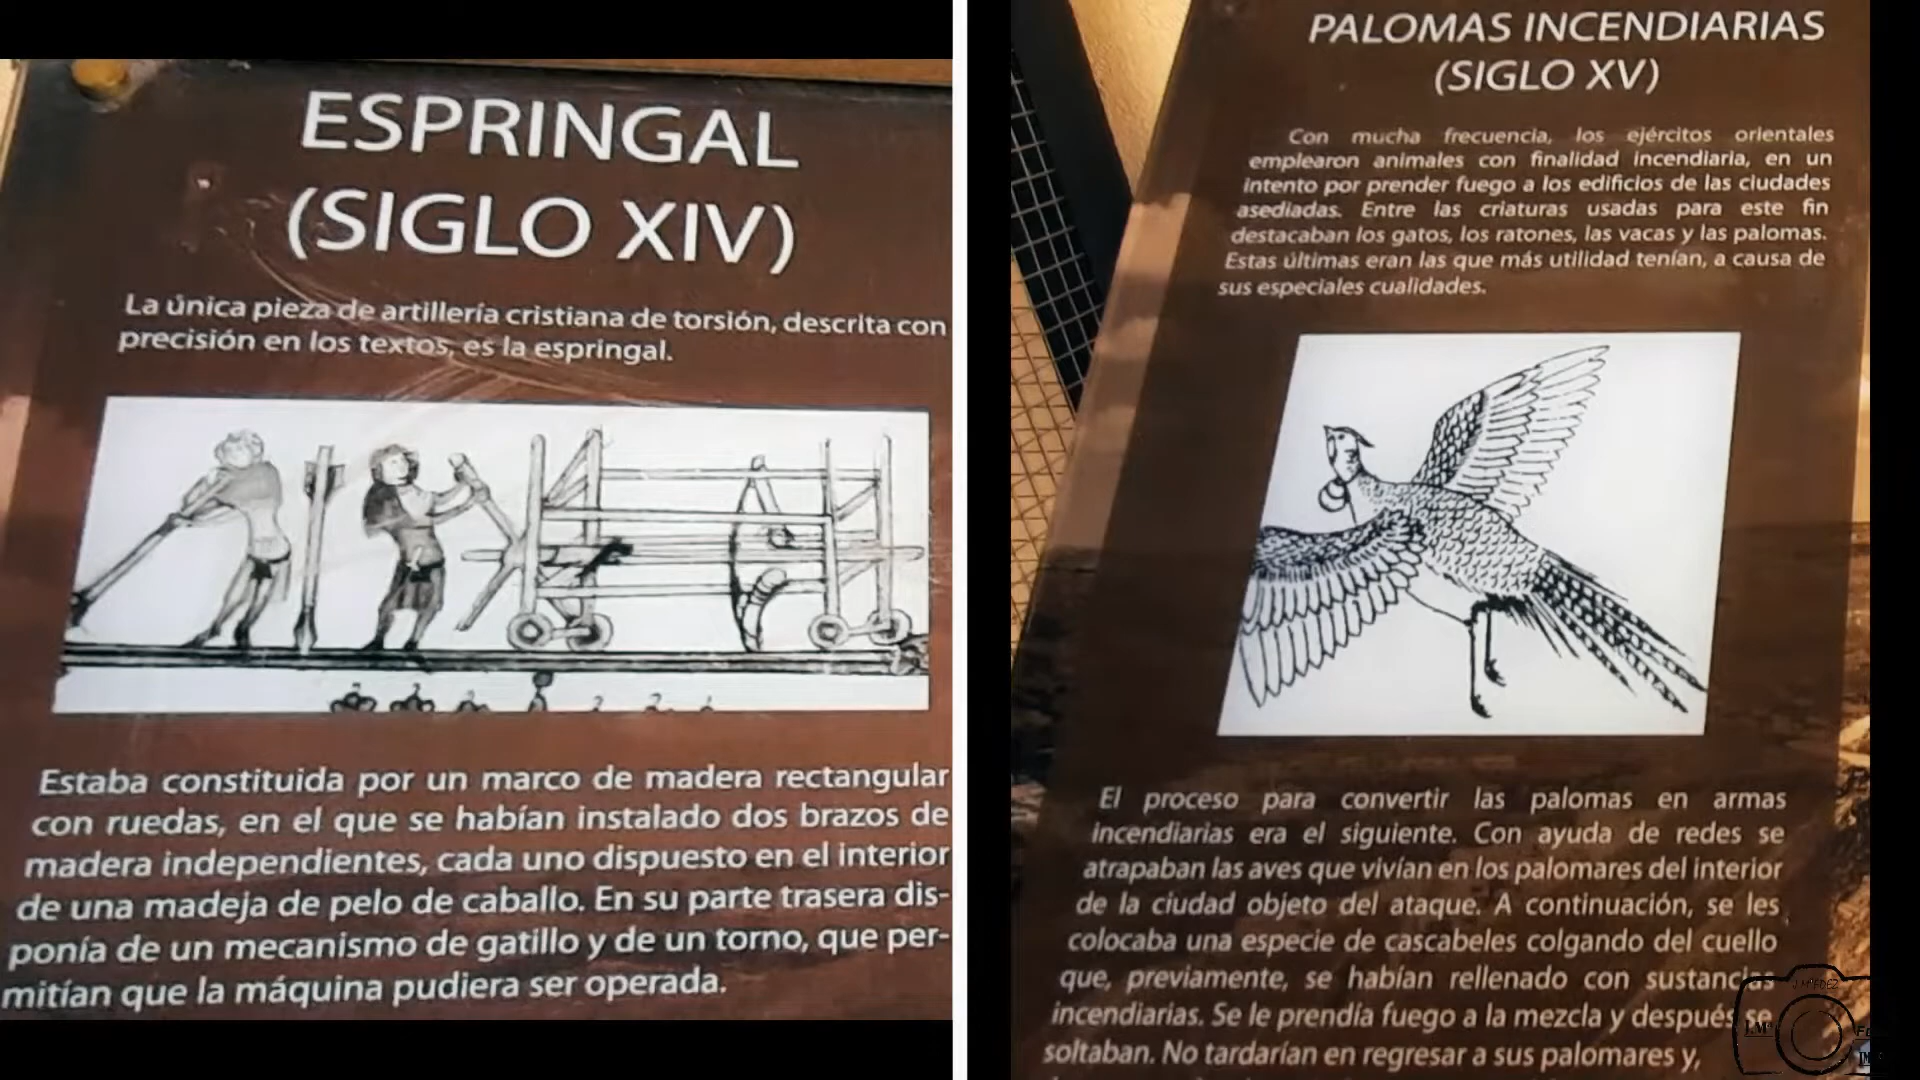 ESPRINGAL
(SIGLO XIV)
La única pieza de artillería cristiana de torsión, descrita con
precisión en los textos, es la espringal.
Estaba constituida por un marco de madera rectangular
con ruedas, en el que se habían instalado dos brazos de
madera independientes, cada uno dispuesto en el interior
de una madeja de pelo de caballo. En su parte trasera dis-
ponía de un mecanismo de gatillo y de un torno, que per-
mitían que la máquina pudiera ser operada.
PALOMAS INCENDIARIAS
(SIGLO XV)
Con mucha frecuencia, los ejércitos orientales
emplearon animales con finalidad incendiaria, en un
intento por prender fuego a los edificios de las ciudades
asediadas. Entre las criaturas usadas para este fin
destacaban los gatos, los ratones, las vacas y las palomas.
Estas últimas eran las que más utilidad tenían, a causa de
sus especiales cualidades.
El proceso para convertir las palomas en armas
incendiarias era el siguiente. Con ayuda de redes se
atrapaban las aves que vivían en los palomares del interior
de la ciudad objeto del ataque. A continuación, se les
colocaba una especie de cascabeles colgando del cuello
que, previamente, se habían rellenado con sustancias
incendiarias. Se le prendía fuego a la mezcla y después se
soltaban. No tardarían en regresar a sus palomares y,
J.Mª